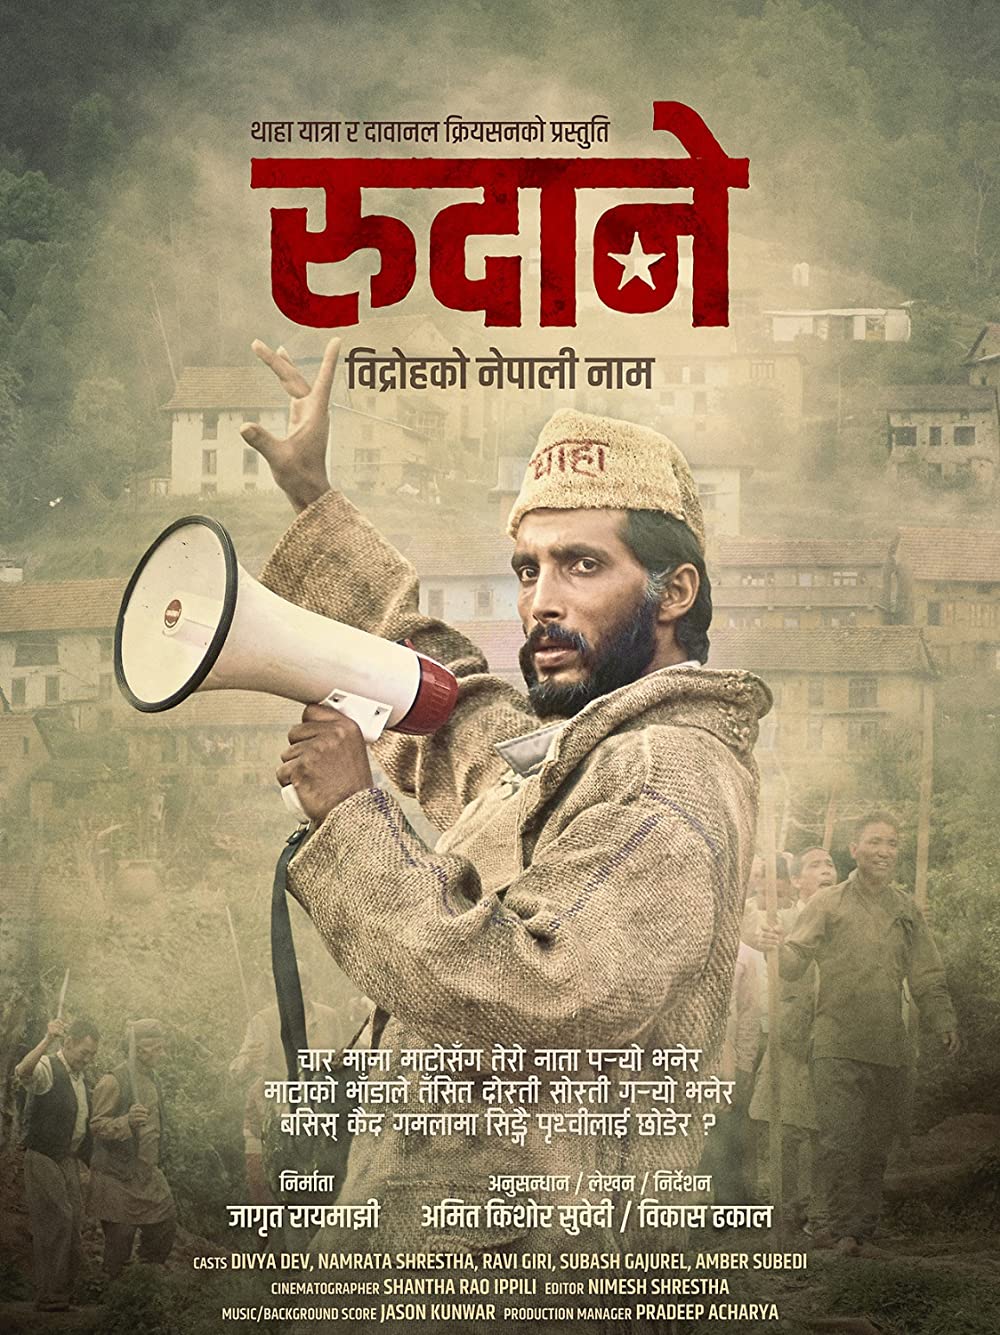 थाहा यात्रा र दावानल क्रियसनको प्रस्तुति
रुदाने
विद्रोहको नेपाली नाम
थाहा
चार माना माटोसँग तेरो नाता पर्‍यो भनेर
माटाको भाँडाले तँसित दोस्ती सोस्ती गर्‍यो भनेर
बसिस् कैद गमलामा सिङ्गै पृथ्वीलाई छोडेर ?
निर्माता
जागृत रायमाझी
अनुसन्धान / लेखन / निर्देशन
अमित किशोर सुवेदी / विकास ढकाल
CASTS DIVYA DEV, NAMRATA SHRESTHA, RAVI GIRI, SUBASH GAJUREL, AMBER SUBEDI
CINEMATOGRAPHER SHANTHA RAO IPPILI EDITOR NIMESH SHRESTHA
MUSIC/BACKGROUND SCORE JASON KUNWAR PRODUCTION MANAGER PRADEEP ACHARYA